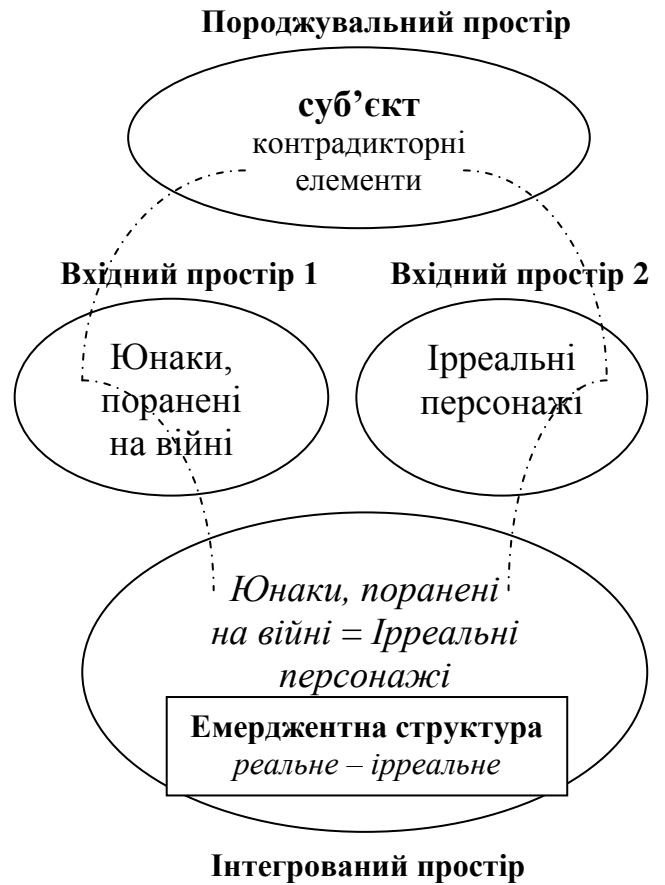 Породжувальний простір
суб’єкт
контрадикторні
елементи
Вхідний простір 1
Вхідний простір 2
Юнаки,
поранені
на війні
Ірреальні
персонажі
Юнаки, поранені
на війні = Ірреальні
персонажі
Емерджентна структура
реальне – ірреальне
Інтегрований простір